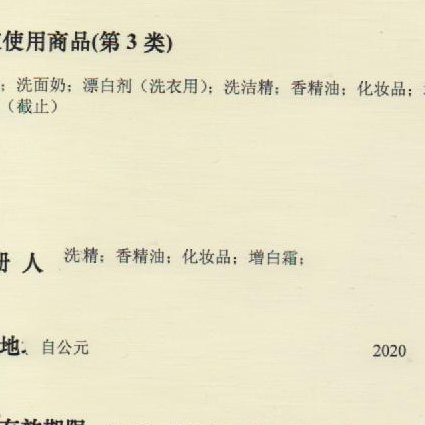 使用商品(第 3 类)
；洗面奶；漂白剂（洗衣用）；洗洁精；香精油；化妆品；
（截止）
册 人 洗精；香精油；化妆品；增白霜；
地 自公元 2020